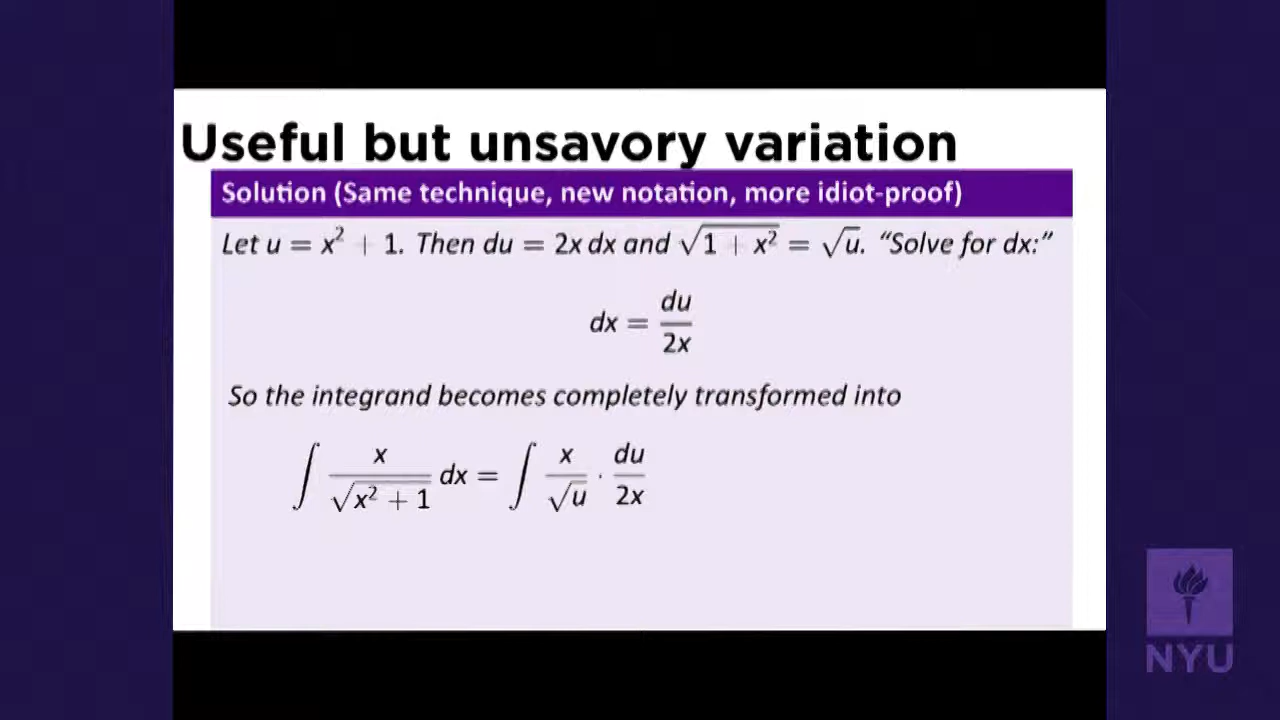 Useful but unsavory variation
Solution (Same technique, new notation, more idiot-proof)
Let u = x² + 1. Then du = 2x dx and √(1 + x²) = √u. “Solve for dx:”
dx = du/2x
So the integrand becomes completely transformed into
∫ x/√(x² + 1) dx = ∫ x/√u · du/2x
NYU